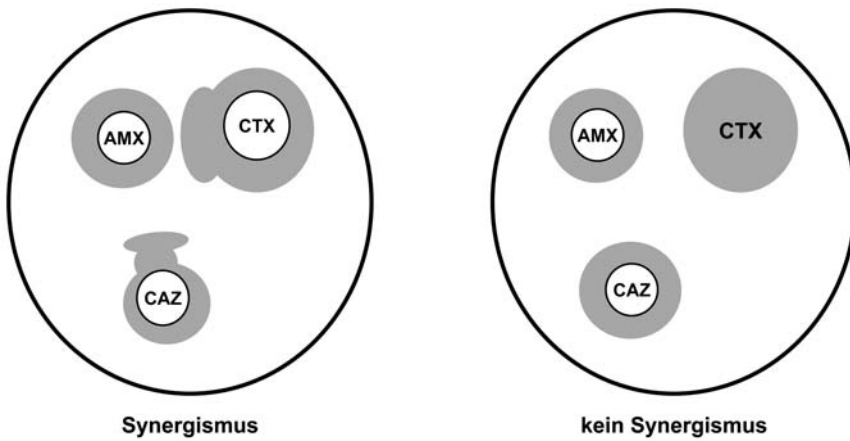 AMX
CTX
CAZ
Synergismus
AMX
CTX
CAZ
kein Synergismus